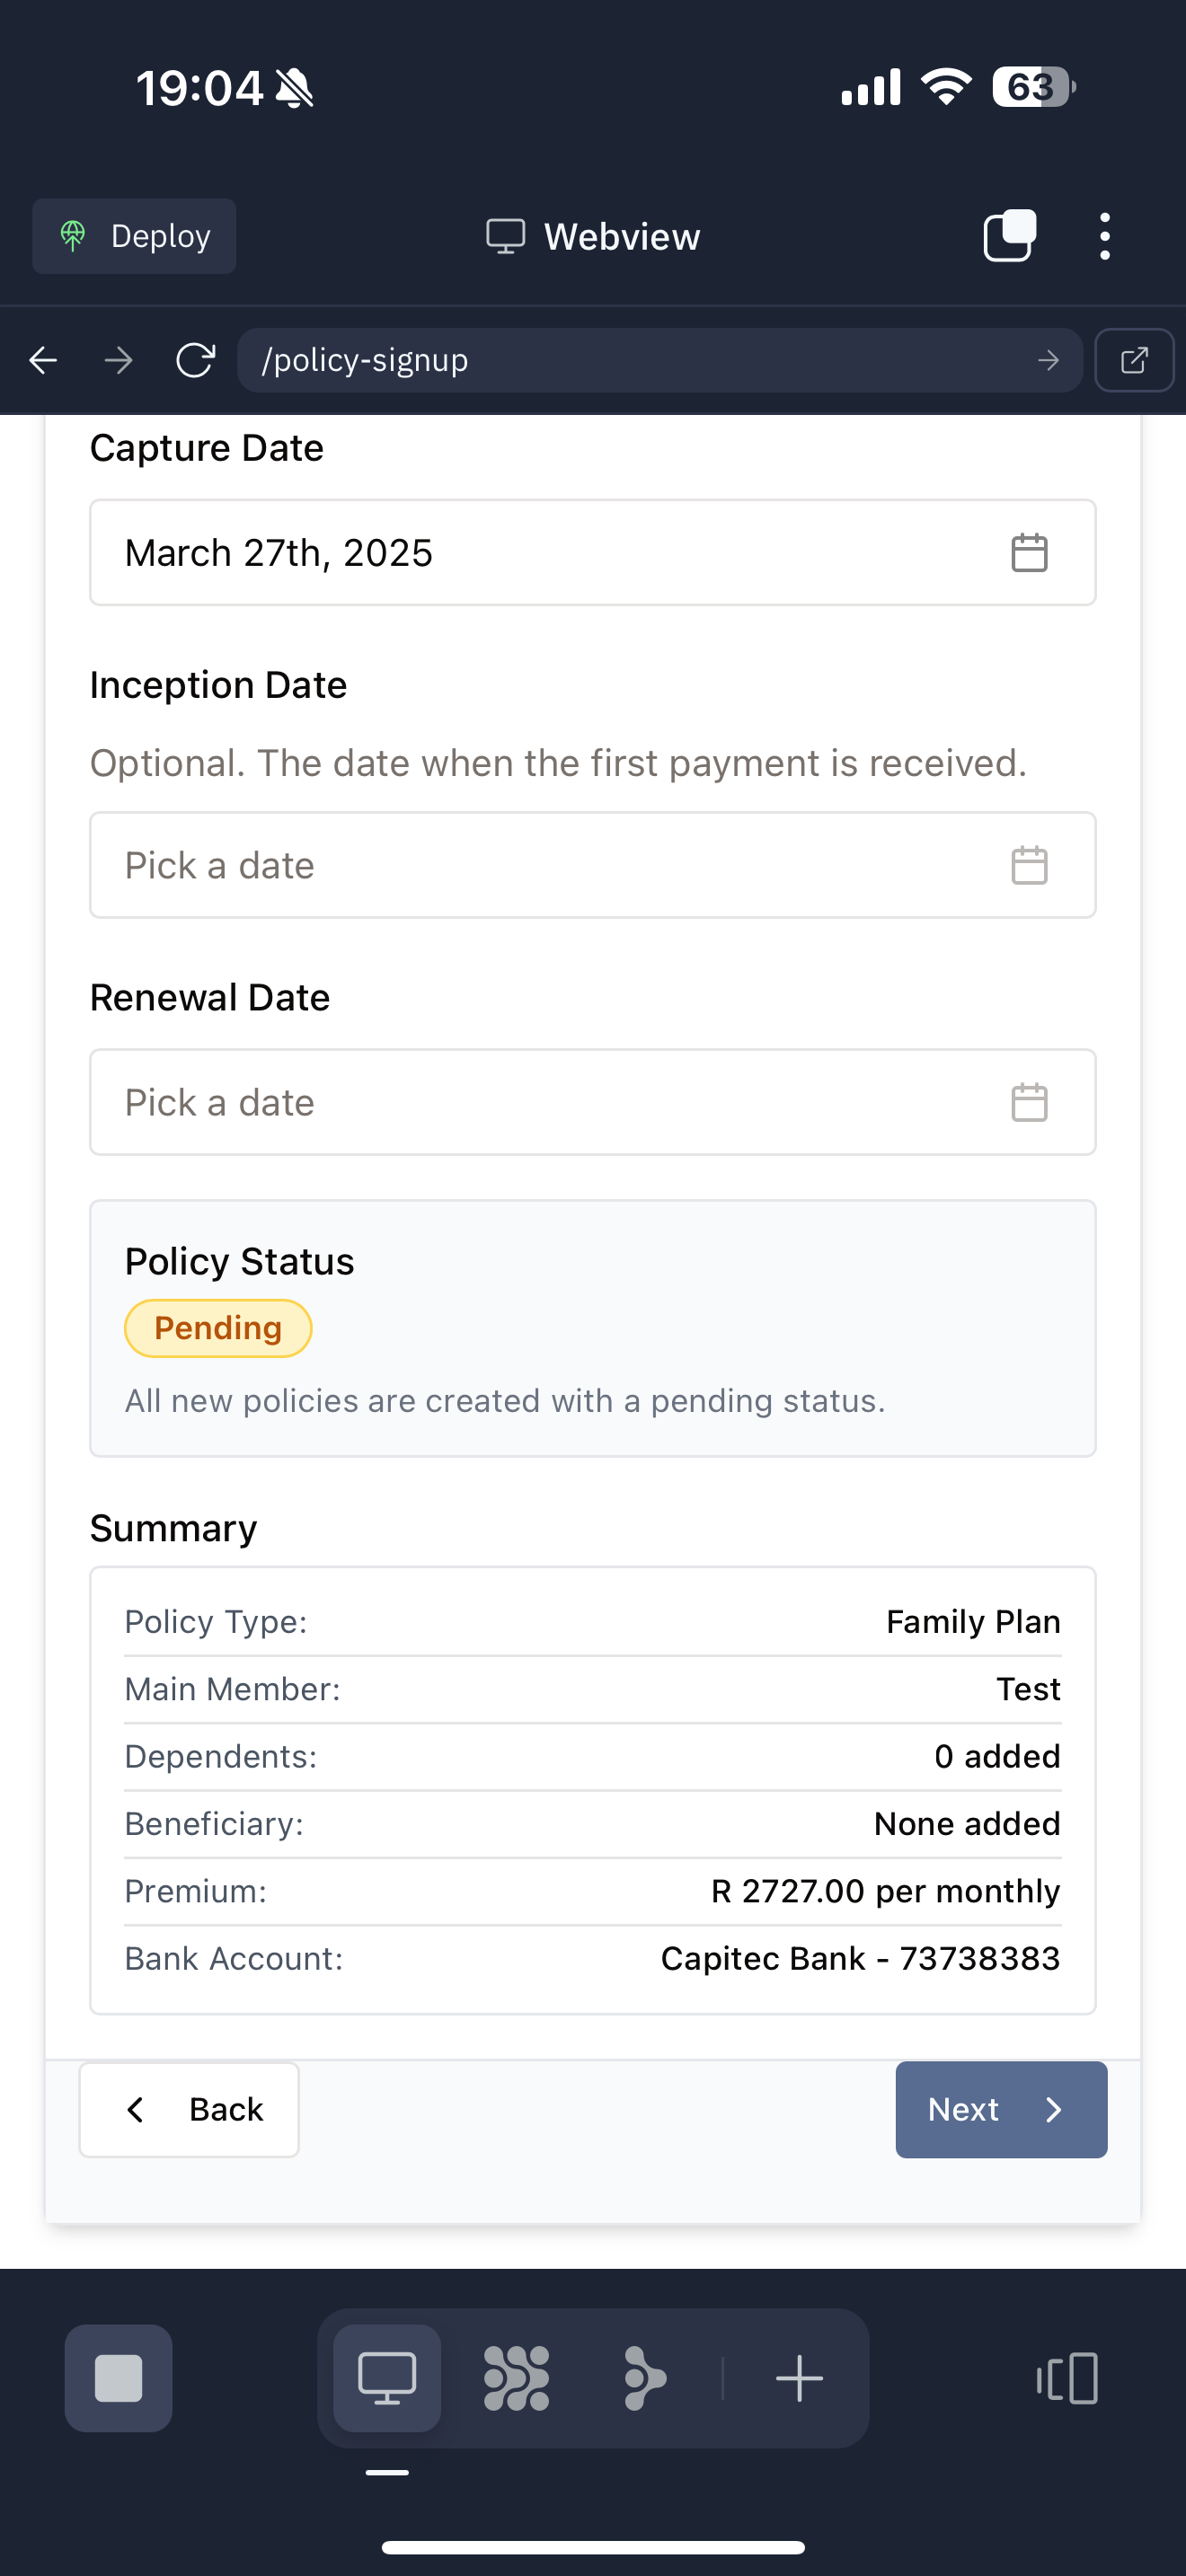 19:04
63
Deploy
Webview
/policy-signup
Capture Date
March 27th, 2025
Inception Date
Optional. The date when the first payment is received.
Pick a date
Renewal Date
Pick a date
Policy Status
Pending
All new policies are created with a pending status.
Summary
Policy Type: Family Plan
Main Member: Test
Dependents: 0 added
Beneficiary: None added
Premium: R 2727.00 per monthly
Bank Account: Capitec Bank - 73738383
Back
Next